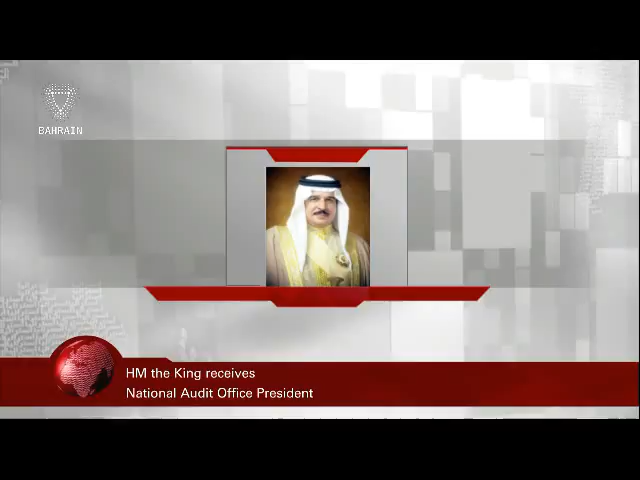 BAHRAIN
HM the King receives
National Audit Office President